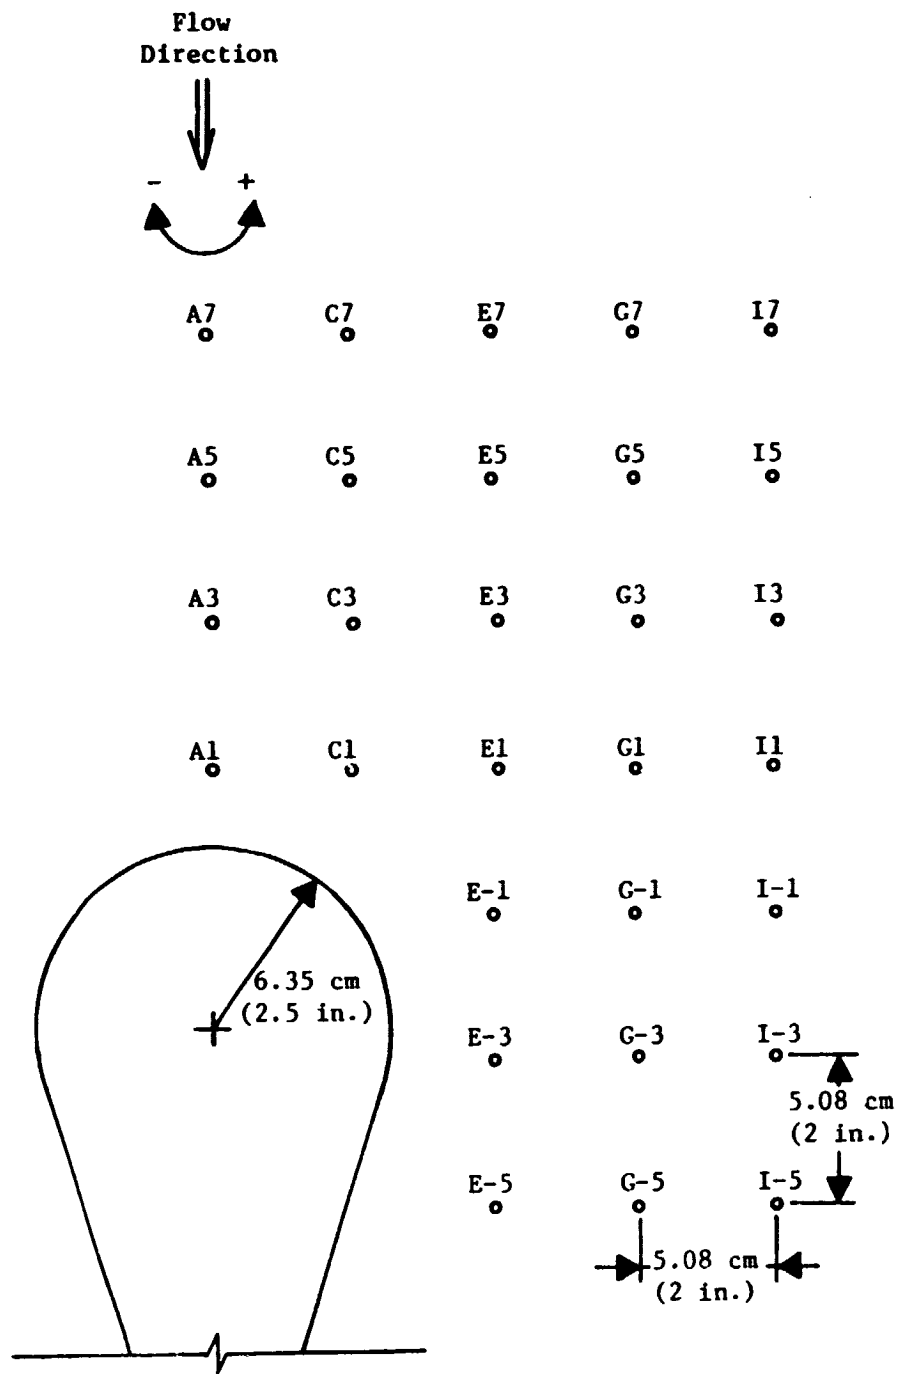 Flow
Direction
- +
A7 C7 E7 G7 I7
A5 C5 E5 G5 I5
A3 C3 E3 G3 I3
A1 C1 E1 G1 I1
E-1 G-1 I-1
6.35 cm
(2.5 in.)
E-3 G-3 I-3
5.08 cm
(2 in.)
E-5 G-5 I-5
5.08 cm
(2 in.)